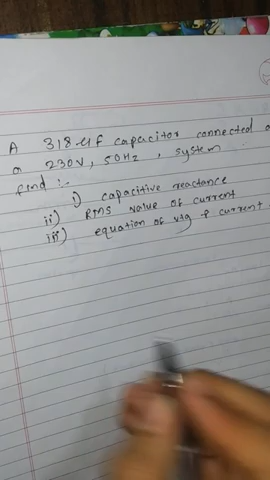 A 318 μf capacitor connected a
a 230V, 50Hz, system
find :-
i) capacitive reactance
ii) RMS value of current
iii) equation of vtg & current